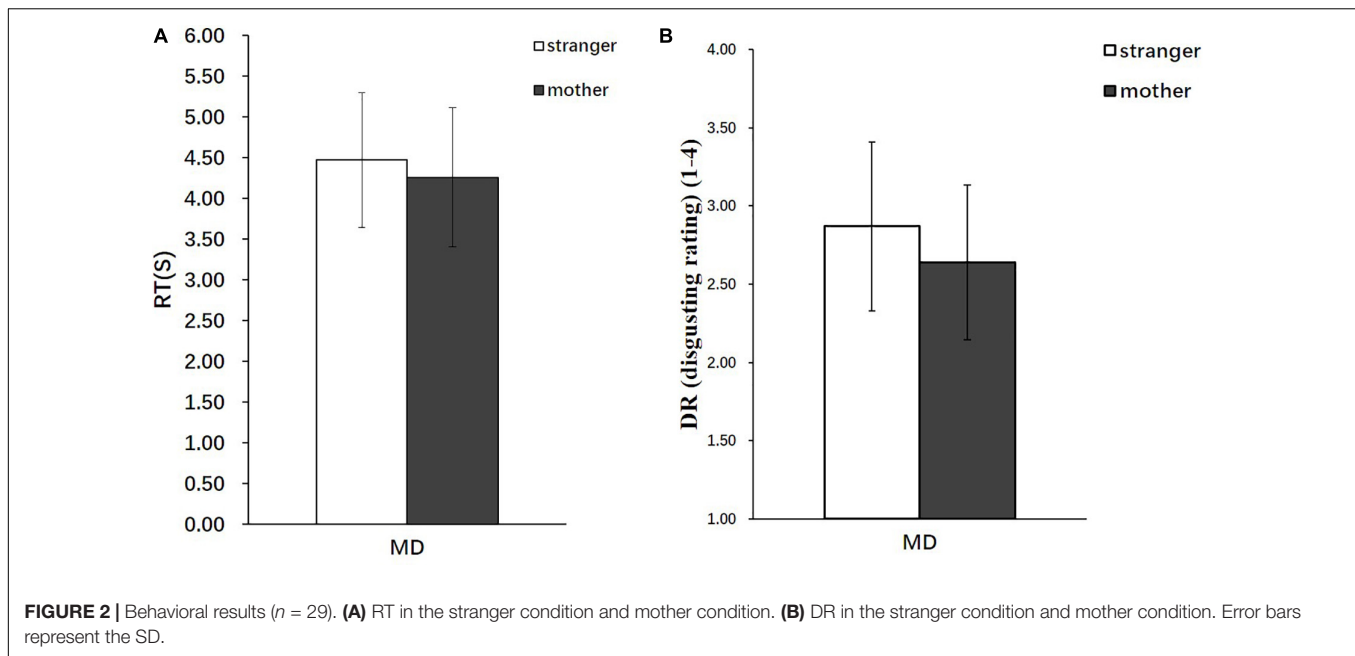 A
6.00
5.50
5.00
4.50
4.00
3.50
3.00
2.50
2.00
1.50
1.00
0.50
0.00
RT(S)
MD
stranger
mother
B
4.00
3.50
3.00
2.50
2.00
1.50
1.00
DR (disgusting rating) (1-4)
MD
stranger
mother
FIGURE 2 | Behavioral results (n = 29). (A) RT in the stranger condition and mother condition. (B) DR in the stranger condition and mother condition. Error bars
represent the SD.